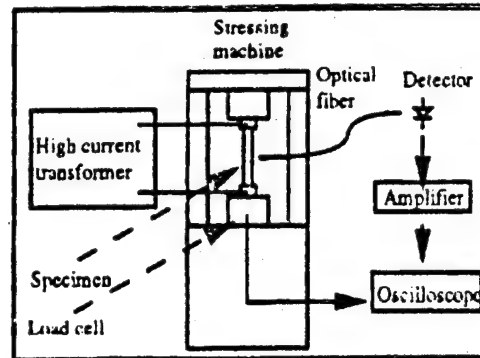 Stressing
machine
Optical
fiber
Detector
High current
transformer
Amplifier
Specimen
Oscilloscope
Load cell